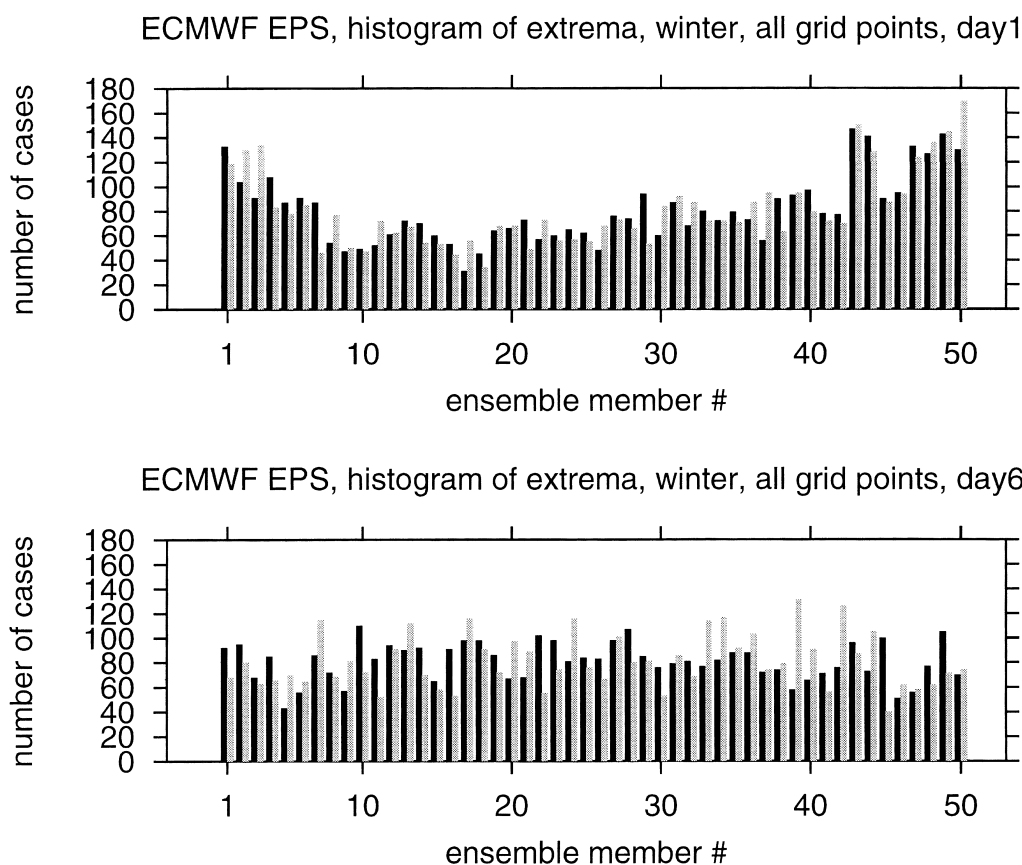 ECMWF EPS, histogram of extrema, winter, all grid points, day1
number of cases
180
160
140
120
100
80
60
40
20
0
1 10 20 30 40 50
ensemble member #
ECMWF EPS, histogram of extrema, winter, all grid points, day6
number of cases
180
160
140
120
100
80
60
40
20
0
1 10 20 30 40 50
ensemble member #